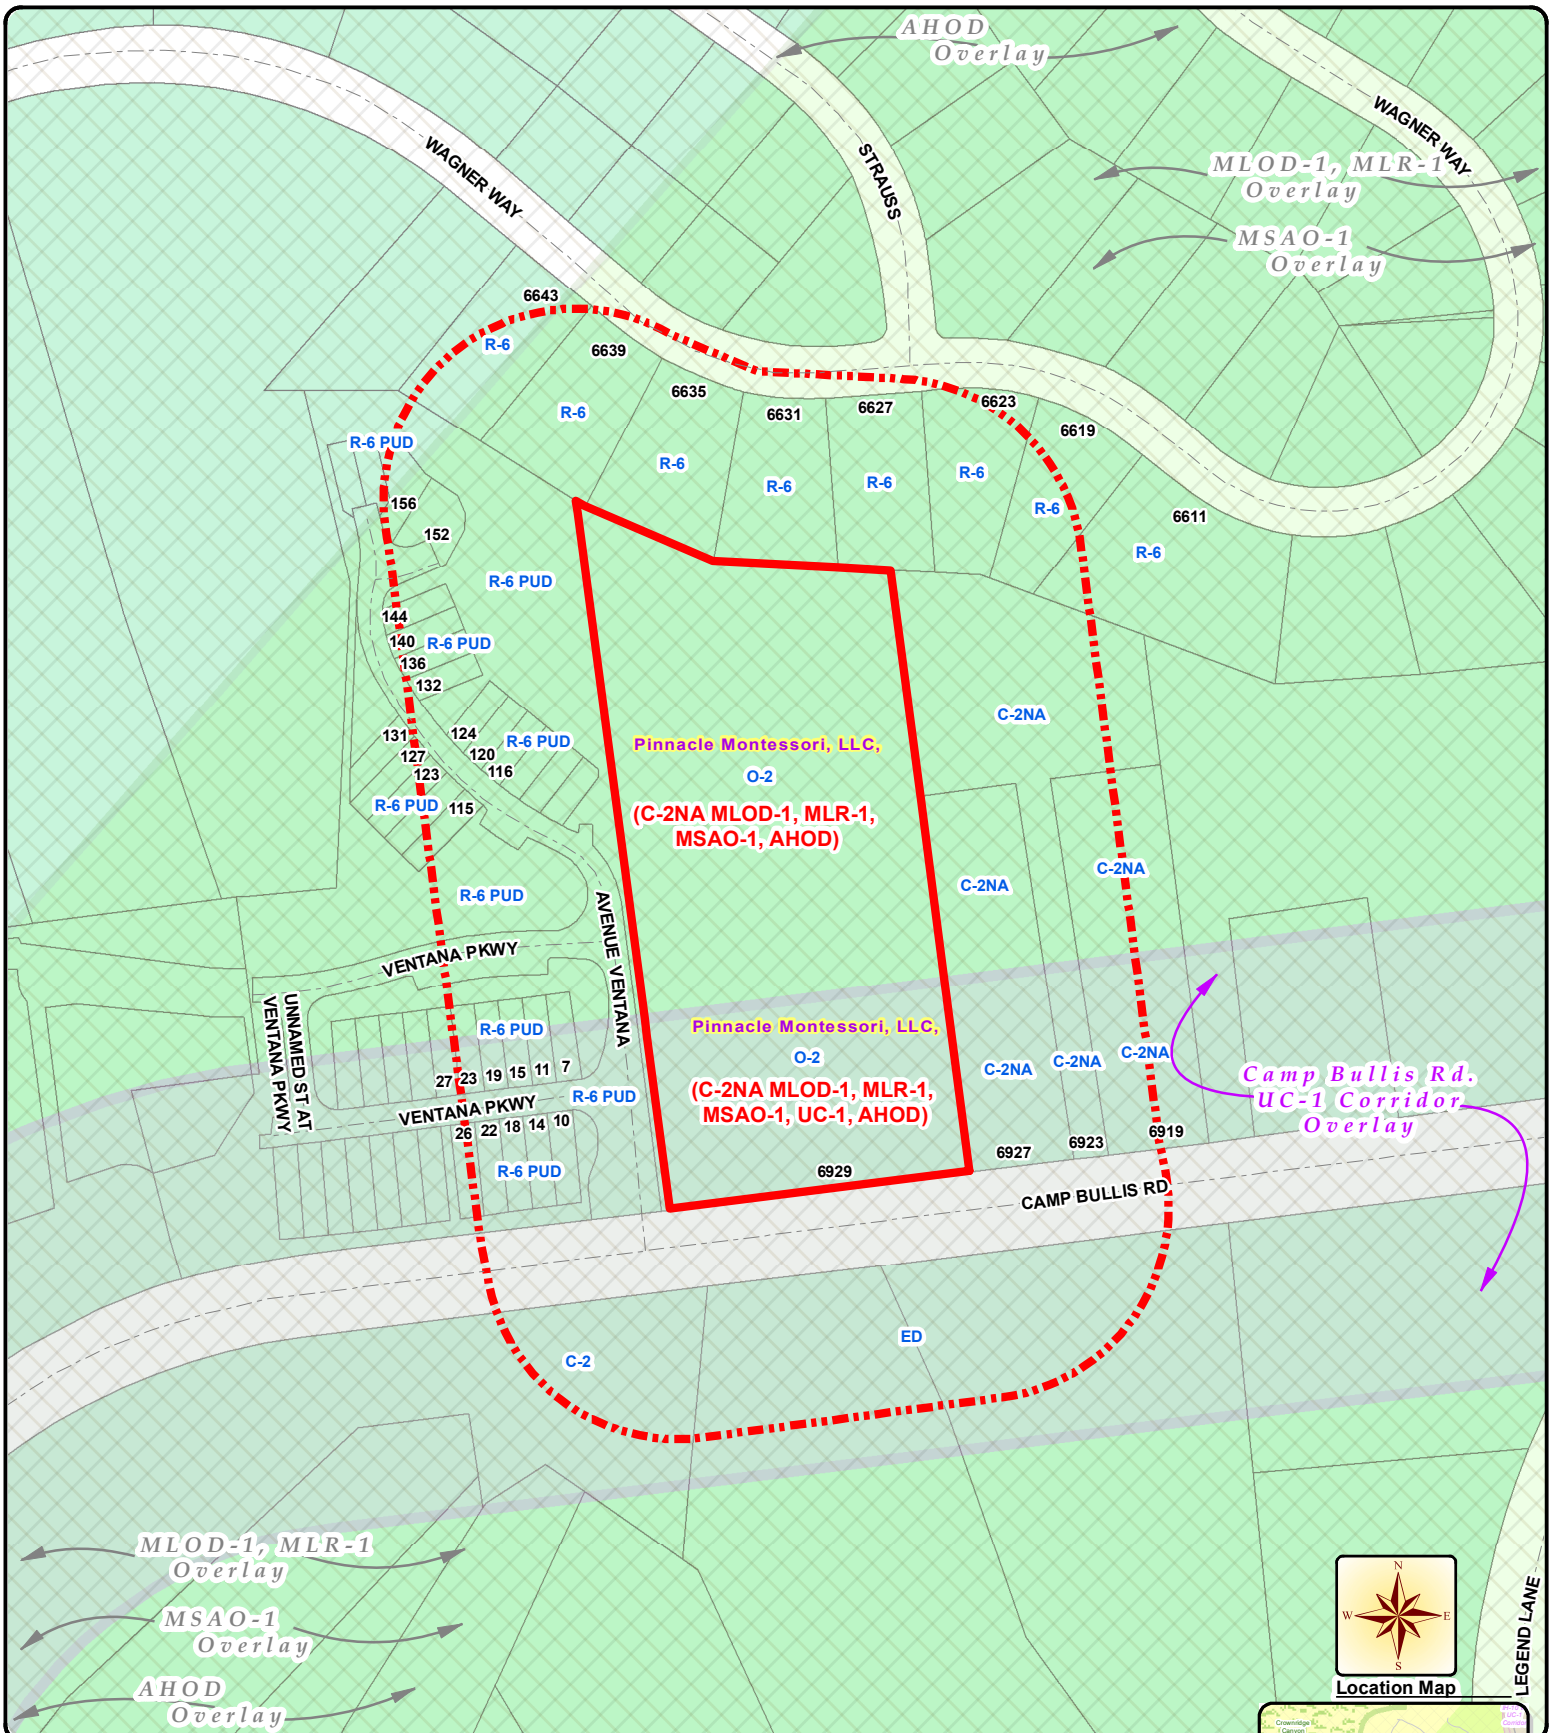 AHOD
Overlay
WAGNER WAY
WAGNER WAY
STRAUSS
MLOD-1, MLR-1
Overlay
MSAO-1
Overlay
6643
R-6
6639
6635
6631
6627
6623
6619
6611
R-6
R-6
R-6
R-6
R-6
R-6
R-6
R-6 PUD
156
152
R-6 PUD
144
140
R-6 PUD
136
132
131
124
R-6 PUD
127
120
123
116
R-6 PUD
115
C-2NA
Pinnacle Montessori, LLC,
O-2
(C-2NA MLOD-1, MLR-1,
MSAO-1, AHOD)
C-2NA
C-2NA
R-6 PUD
AVENUE VENTANA
VENTANA PKWY
UNNAMED ST AT
VENTANA PKWY
R-6 PUD
27
23
19
15
11
7
R-6 PUD
VENTANA PKWY
26
22
18
14
10
R-6 PUD
Pinnacle Montessori, LLC,
O-2
(C-2NA MLOD-1, MLR-1,
MSAO-1, UC-1, AHOD)
C-2NA
C-2NA
C-2NA
Camp Bullis Rd.
UC-1 Corridor
Overlay
6929
6927
6923
6919
CAMP BULLIS RD
C-2
ED
MLOD-1, MLR-1
Overlay
MSAO-1
Overlay
AHOD
Overlay
N
W
E
S
Location Map
LEGEND LANE
Crownridge
Canyon